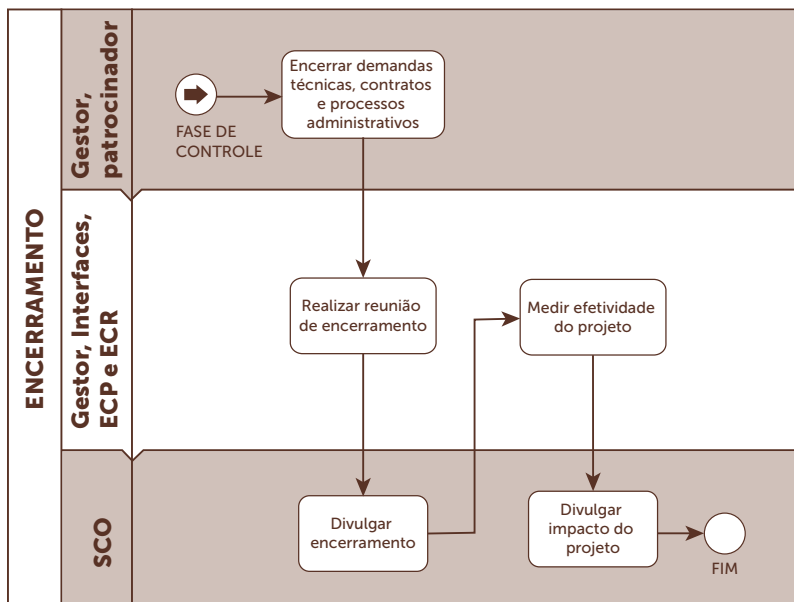 ENCERRAMENTO
Gestor,
patrocinador
FASE DE
CONTROLE
Encerrar demandas
técnicas, contratos
e processos
administrativos
Gestor, Interfaces,
ECP e ECR
Realizar reunião
de encerramento
Medir efetividade
do projeto
SCO
Divulgar
encerramento
Divulgar
impacto do
projeto
FIM